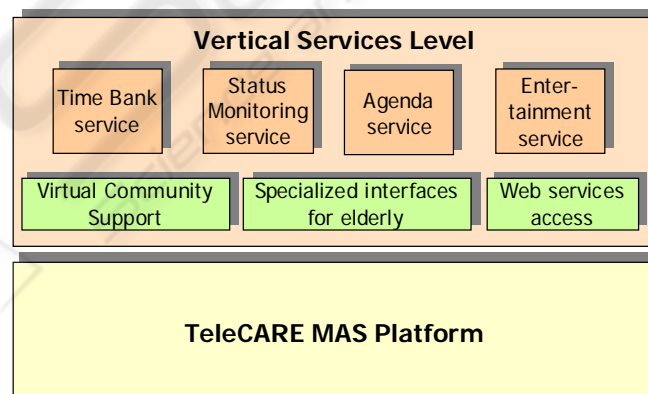 Vertical Services Level
Time Bank
service
Status
Monitoring
service
Agenda
service
Enter-
tainment
service
Virtual Community
Support
Specialized interfaces
for elderly
Web services
access
TeleCARE MAS Platform